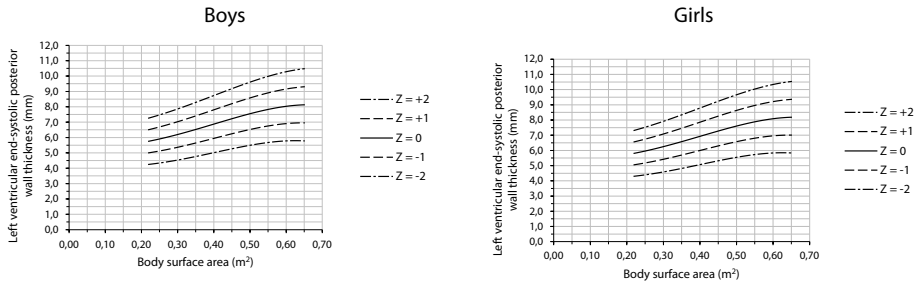 Boys
Left ventricular end-systolic posterior
wall thickness (mm)
12,0
11,0
10,0
9,0
8,0
7,0
6,0
5,0
4,0
3,0
2,0
1,0
0,0
0,00 0,10 0,20 0,30 0,40 0,50 0,60 0,70
Body surface area (m²)
Z = +2
Z = +1
Z = 0
Z = -1
Z = -2
Girls
Left ventricular end-systolic posterior
wall thickness (mm)
12,0
11,0
10,0
9,0
8,0
7,0
6,0
5,0
4,0
3,0
2,0
1,0
0,0
0,00 0,10 0,20 0,30 0,40 0,50 0,60 0,70
Body surface area (m²)
Z = +2
Z = +1
Z = 0
Z = -1
Z = -2